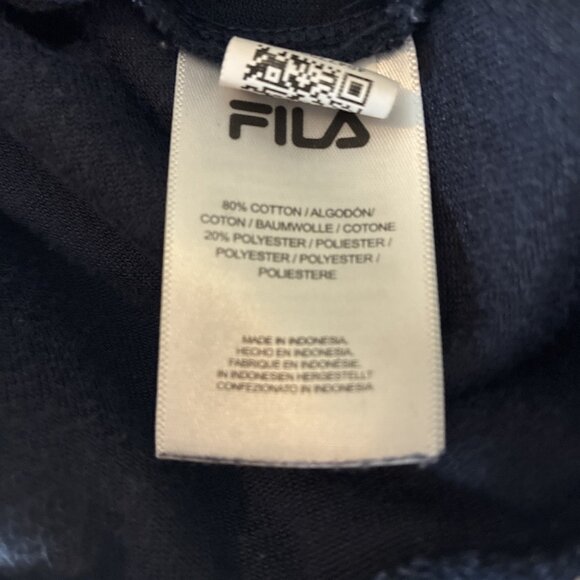 FILA
80% COTTON / ALGODÓN/
COTON / BAUMWOLLE / COTONE
20% POLYESTER / POLIESTER /
POLYESTER / POLYESTER /
POLIESTERE
MADE IN INDONESIA,
HECHO EN INDONESIA,
FABRIQUE EN INDONÉSIE,
IN INDONESIEN HERGESTELLT
CONFEZIONATO IN INDONESIA